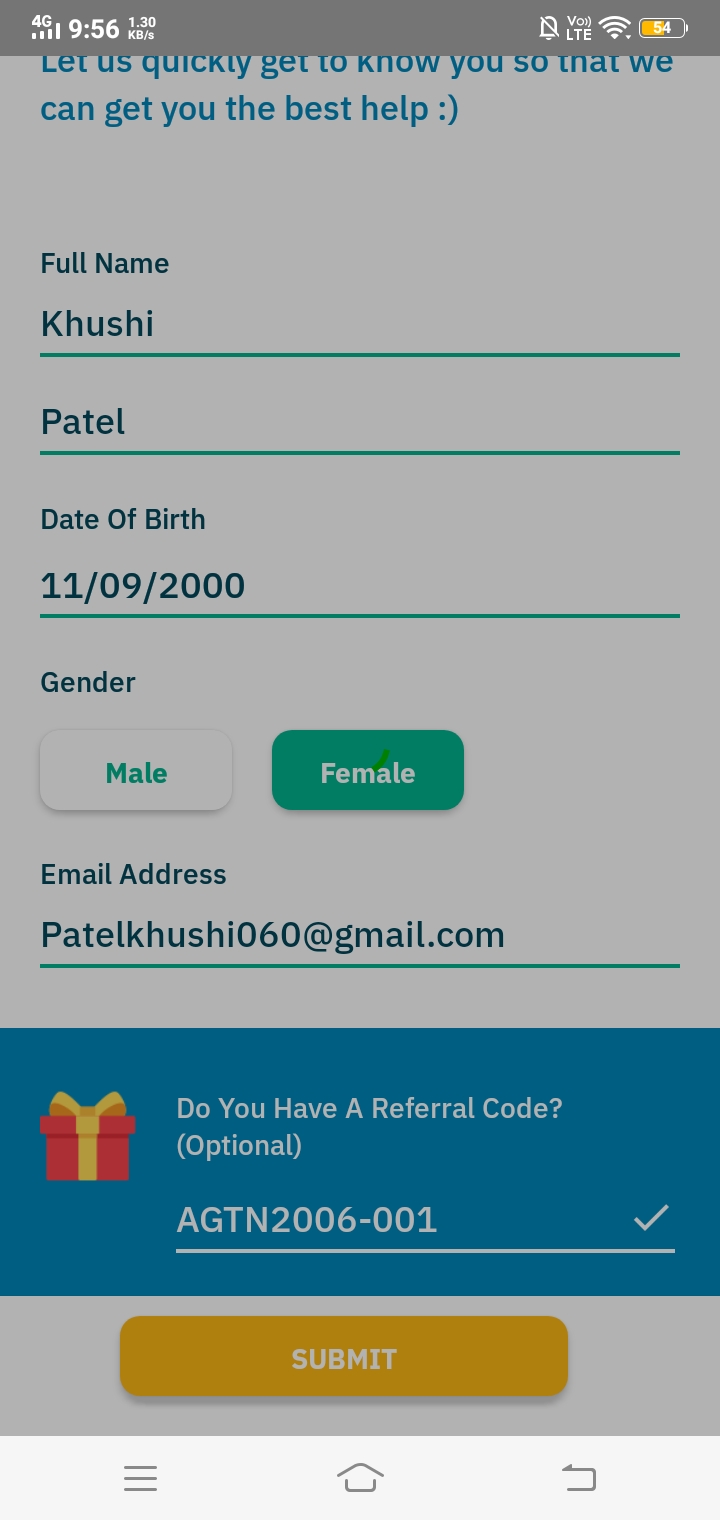 4G 9:56 1.30 KB/s Vo)) LTE 54
Let us quickly get to know you so that we
can get you the best help :)
Full Name
Khushi
Patel
Date Of Birth
11/09/2000
Gender
Male Female
Email Address
Patelkhushi060@gmail.com
Do You Have A Referral Code?
(Optional)
AGTN2006-001
SUBMIT